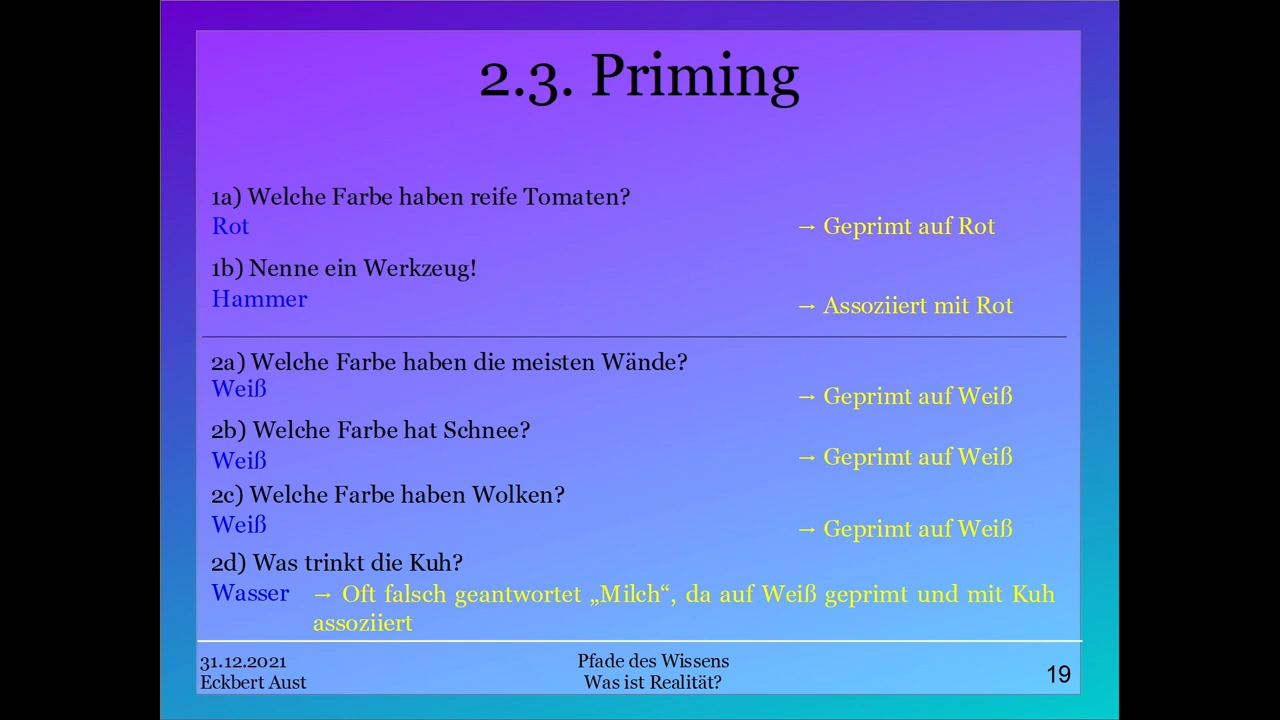 2.3. Priming
1a) Welche Farbe haben reife Tomaten?
Rot → Geprimt auf Rot
1b) Nenne ein Werkzeug!
Hammer → Assoziiert mit Rot
2a) Welche Farbe haben die meisten Wände?
Weiß → Geprimt auf Weiß
2b) Welche Farbe hat Schnee?
Weiß → Geprimt auf Weiß
2c) Welche Farbe haben Wolken?
Weiß → Geprimt auf Weiß
2d) Was trinkt die Kuh?
Wasser → Oft falsch geantwortet „Milch“, da auf Weiß geprimt und mit Kuh
assoziiert
31.12.2021 Pfade des Wissens
Eckbert Aust Was ist Realität? 19